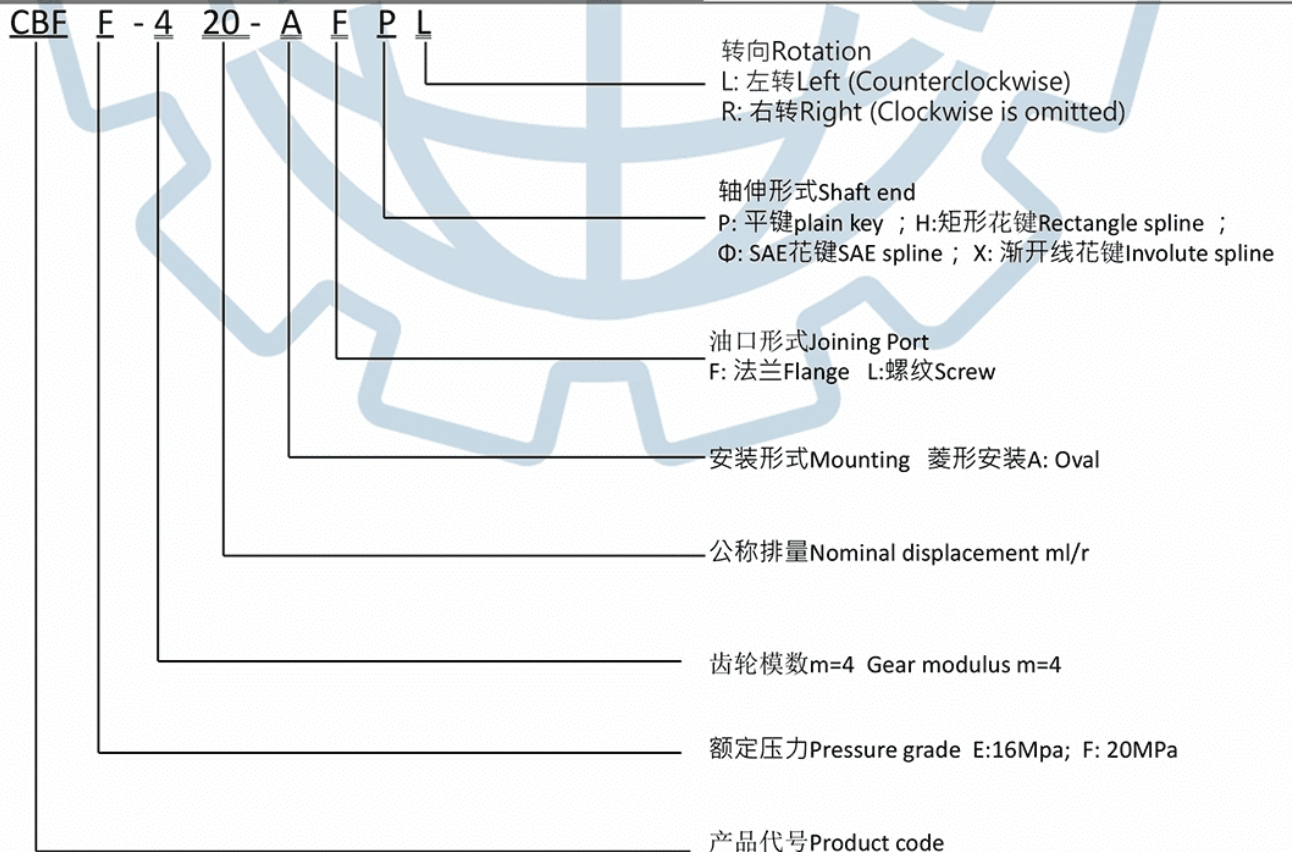 CBF F - 4 20 - A F P L
转向Rotation
L: 左转Left (Counterclockwise)
R: 右转Right (Clockwise is omitted)
轴伸形式Shaft end
P: 平键plain key ；H:矩形花键Rectangle spline ；
Φ: SAE花键SAE spline； X: 渐开线花键Involute spline
油口形式Joining Port
F: 法兰Flange L:螺纹Screw
安装形式Mounting 菱形安装A: Oval
公称排量Nominal displacement ml/r
齿轮模数m=4 Gear modulus m=4
额定压力Pressure grade E:16Mpa; F: 20MPa
产品代号Product code